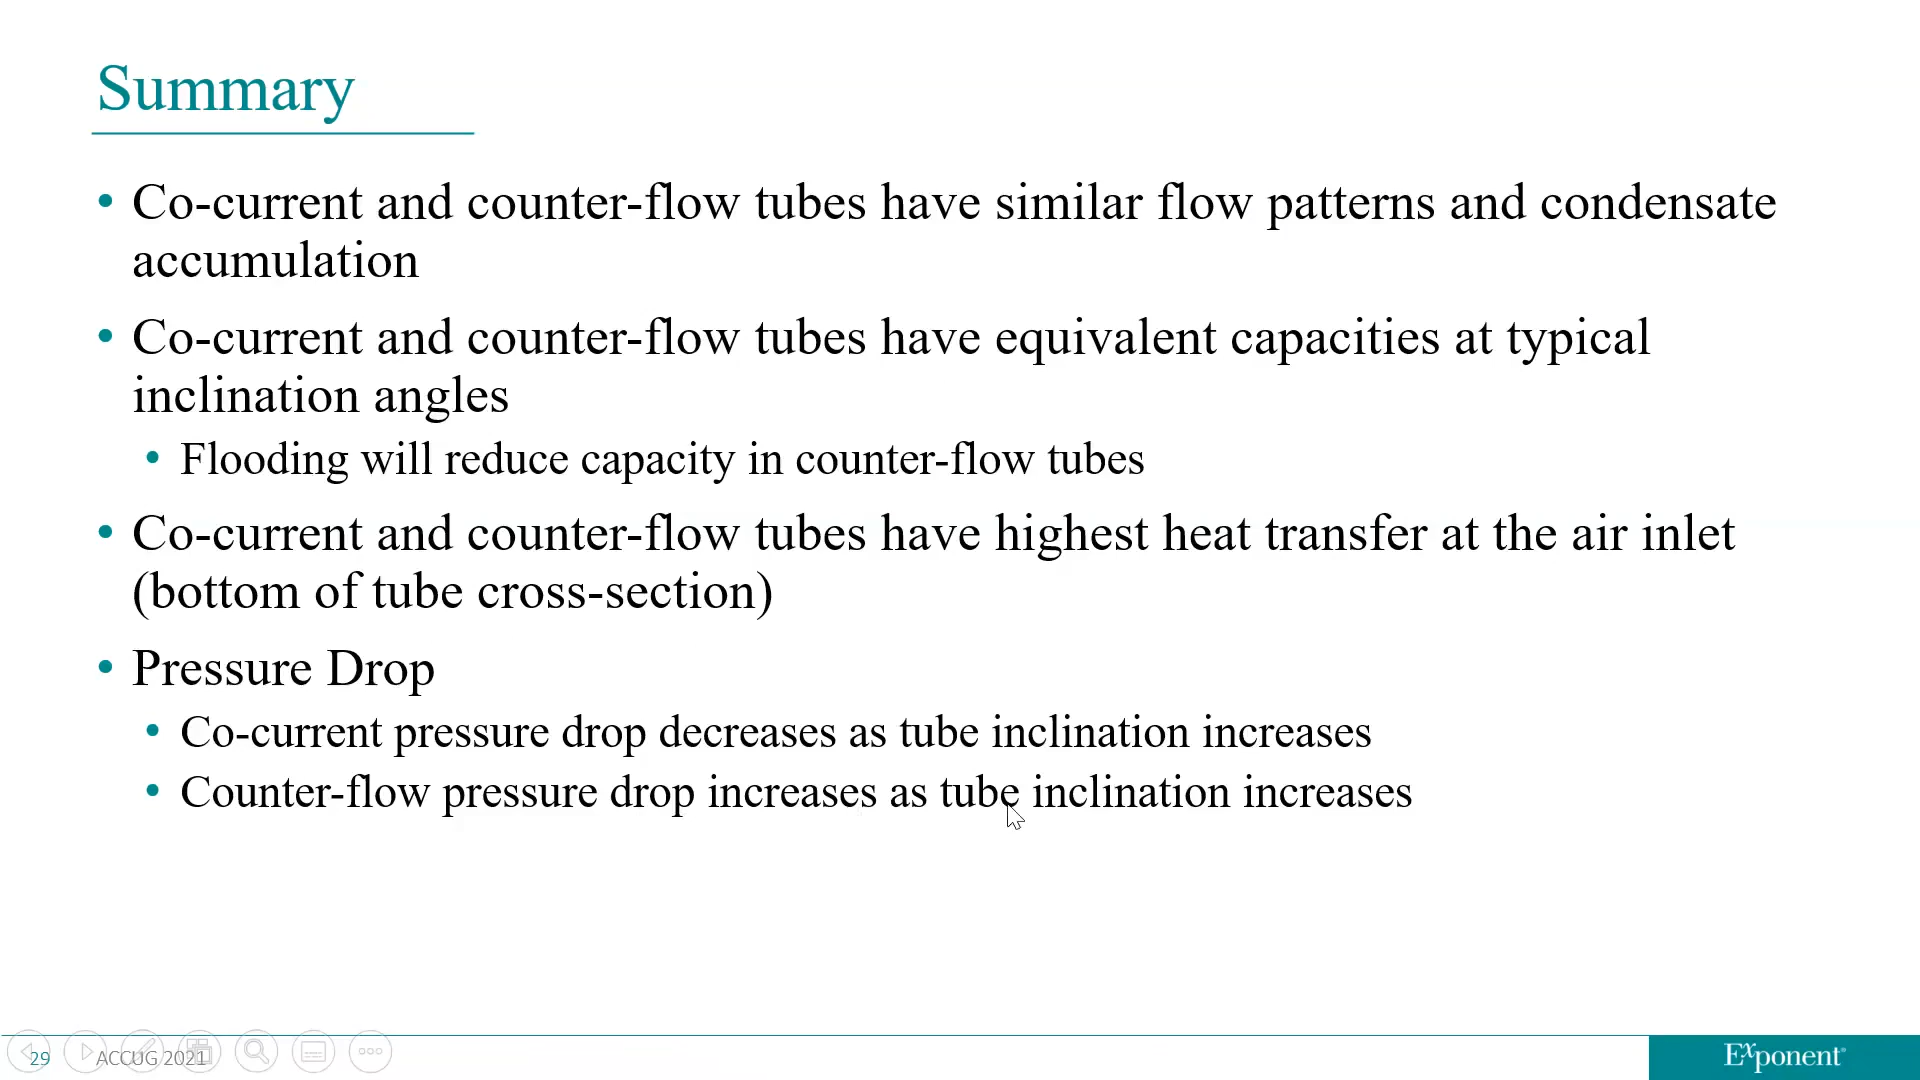 Summary
• Co-current and counter-flow tubes have similar flow patterns and condensate
accumulation
• Co-current and counter-flow tubes have equivalent capacities at typical
inclination angles
• Flooding will reduce capacity in counter-flow tubes
• Co-current and counter-flow tubes have highest heat transfer at the air inlet
(bottom of tube cross-section)
• Pressure Drop
• Co-current pressure drop decreases as tube inclination increases
• Counter-flow pressure drop increases as tube inclination increases
29 ACCUG 2021
Exponent®